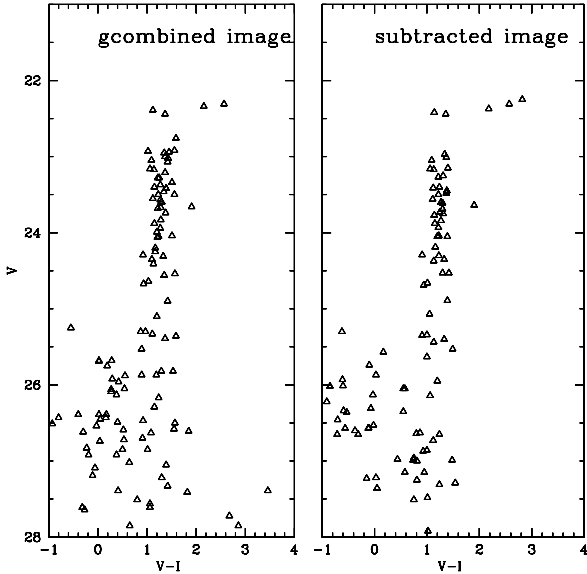 gcombined image
subtracted image
22
24
26
28
V
-1 0 1 2 3 4
-1 0 1 2 3 4
V-I
V-I